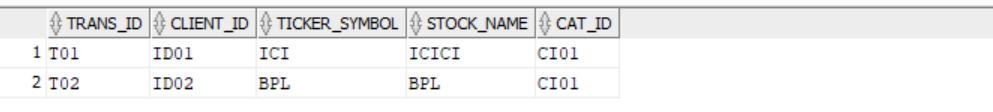 TRANS_ID CLIENT_ID TICKER_SYMBOL STOCK_NAME CAT_ID
1 T01 ID01 ICI ICICI CI01
2 T02 ID02 BPL BPL CI01